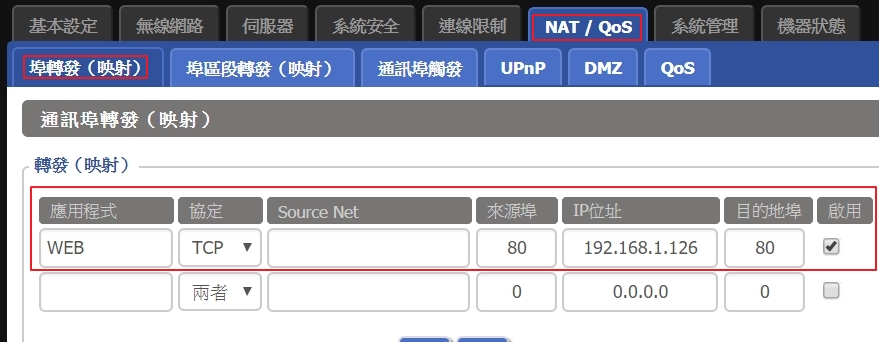 基本設定 無線網路 伺服器 系統安全 連線限制 NAT / QoS 系統管理 機器狀態
埠轉發（映射） 埠區段轉發（映射） 通訊埠觸發 UPnP DMZ QoS
通訊埠轉發（映射）
轉發（映射）
應用程式 協定 Source Net 來源埠 IP位址 目的地埠 啟用
WEB TCP 80 192.168.1.126 80
兩者 0 0.0.0.0 0